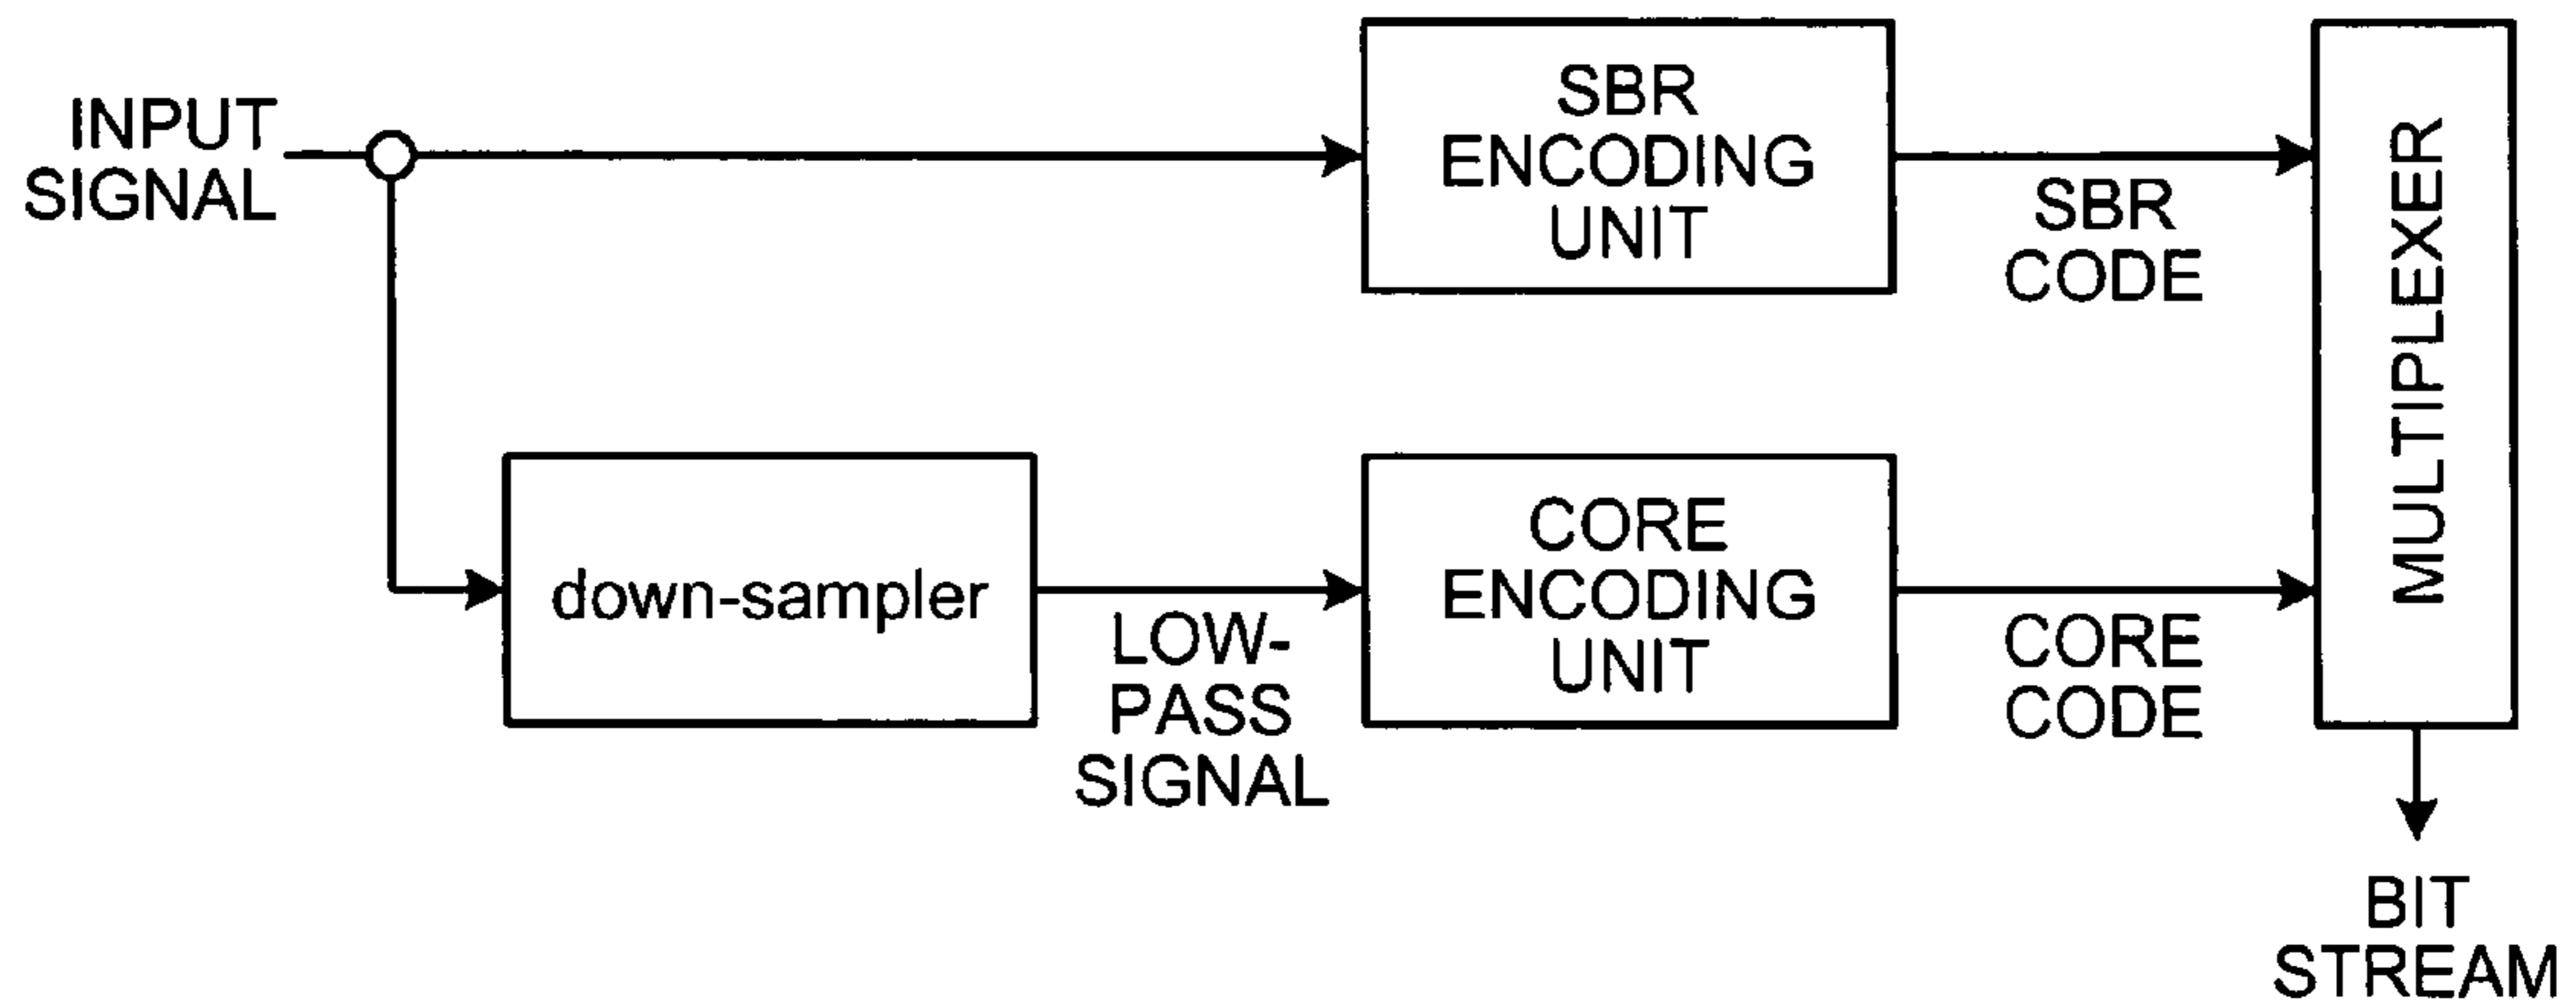 INPUT
SIGNAL
SBR
ENCODING
UNIT
SBR
CODE
MULTIPLEXER
down-sampler
LOW-
PASS
SIGNAL
CORE
ENCODING
UNIT
CORE
CODE
BIT
STREAM